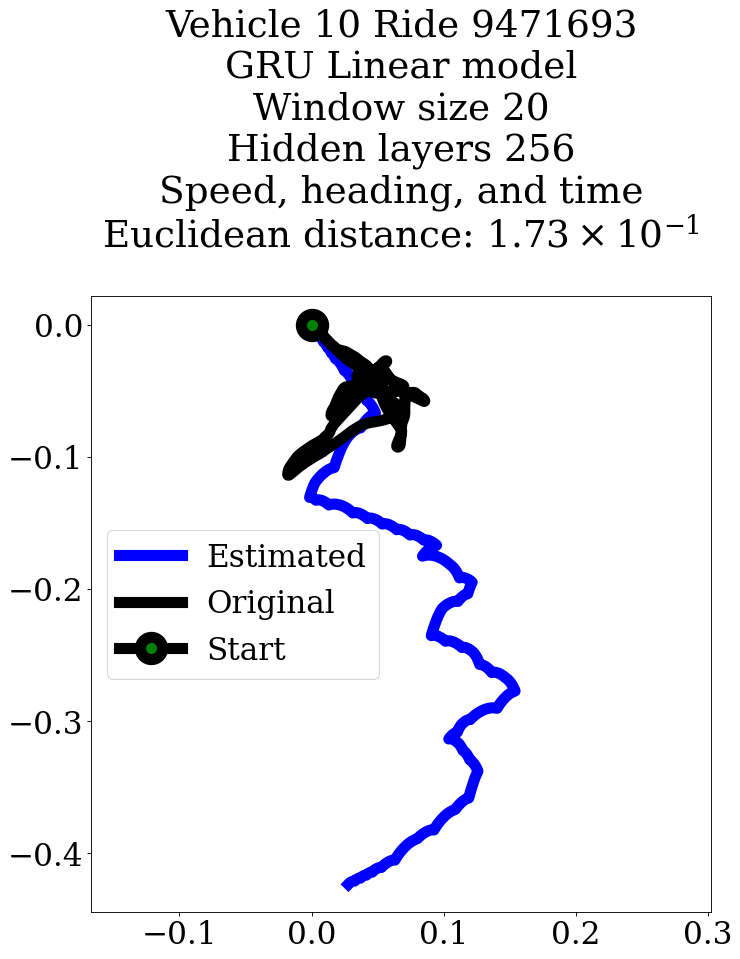 Vehicle 10 Ride 9471693
GRU Linear model
Window size 20
Hidden layers 256
Speed, heading, and time
Euclidean distance: 1.73 × 10⁻¹
0.0
−0.1
−0.2
−0.3
−0.4
Estimated
Original
Start
−0.1 0.0 0.1 0.2 0.3